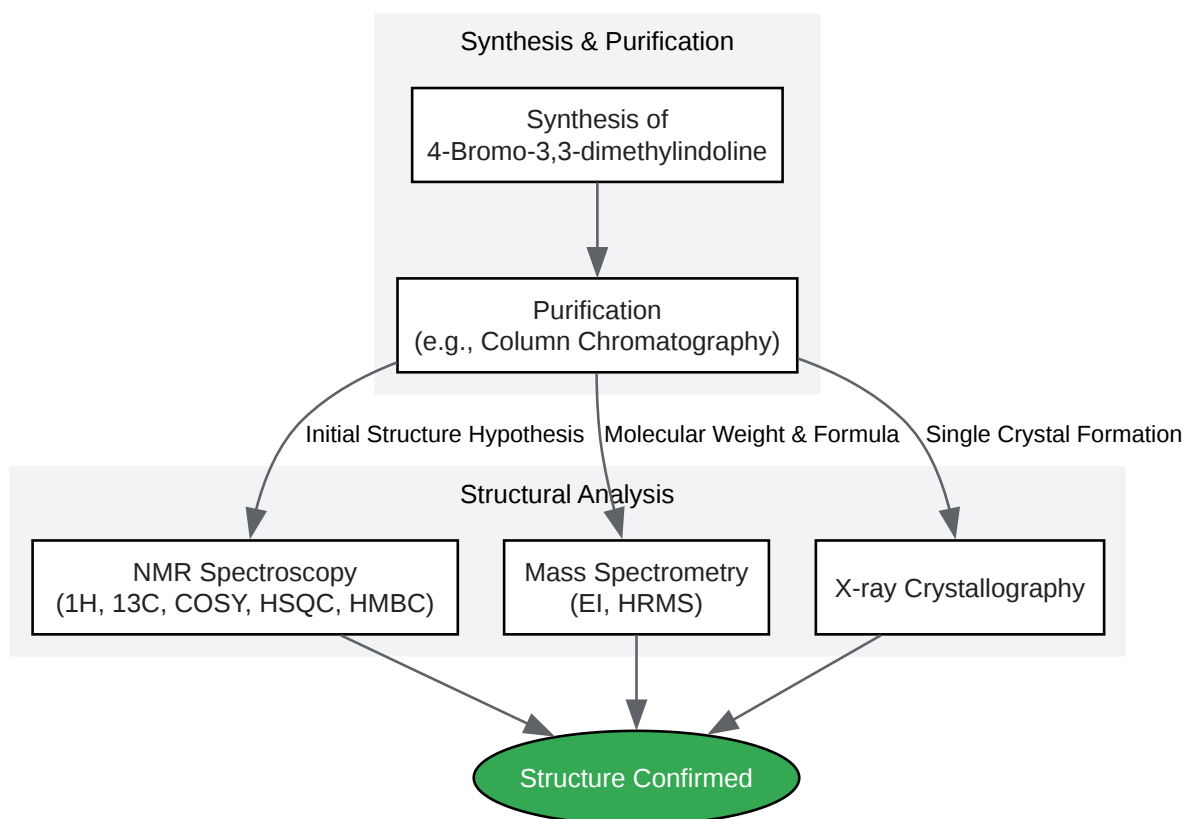 Synthesis & Purification
Synthesis of
4-Bromo-3,3-dimethylindoline
Purification
(e.g., Column Chromatography)
Initial Structure Hypothesis
Molecular Weight & Formula
Single Crystal Formation
Structural Analysis
NMR Spectroscopy
(1H, 13C, COSY, HSQC, HMBC)
Mass Spectrometry
(EI, HRMS)
X-ray Crystallography
Structure Confirmed